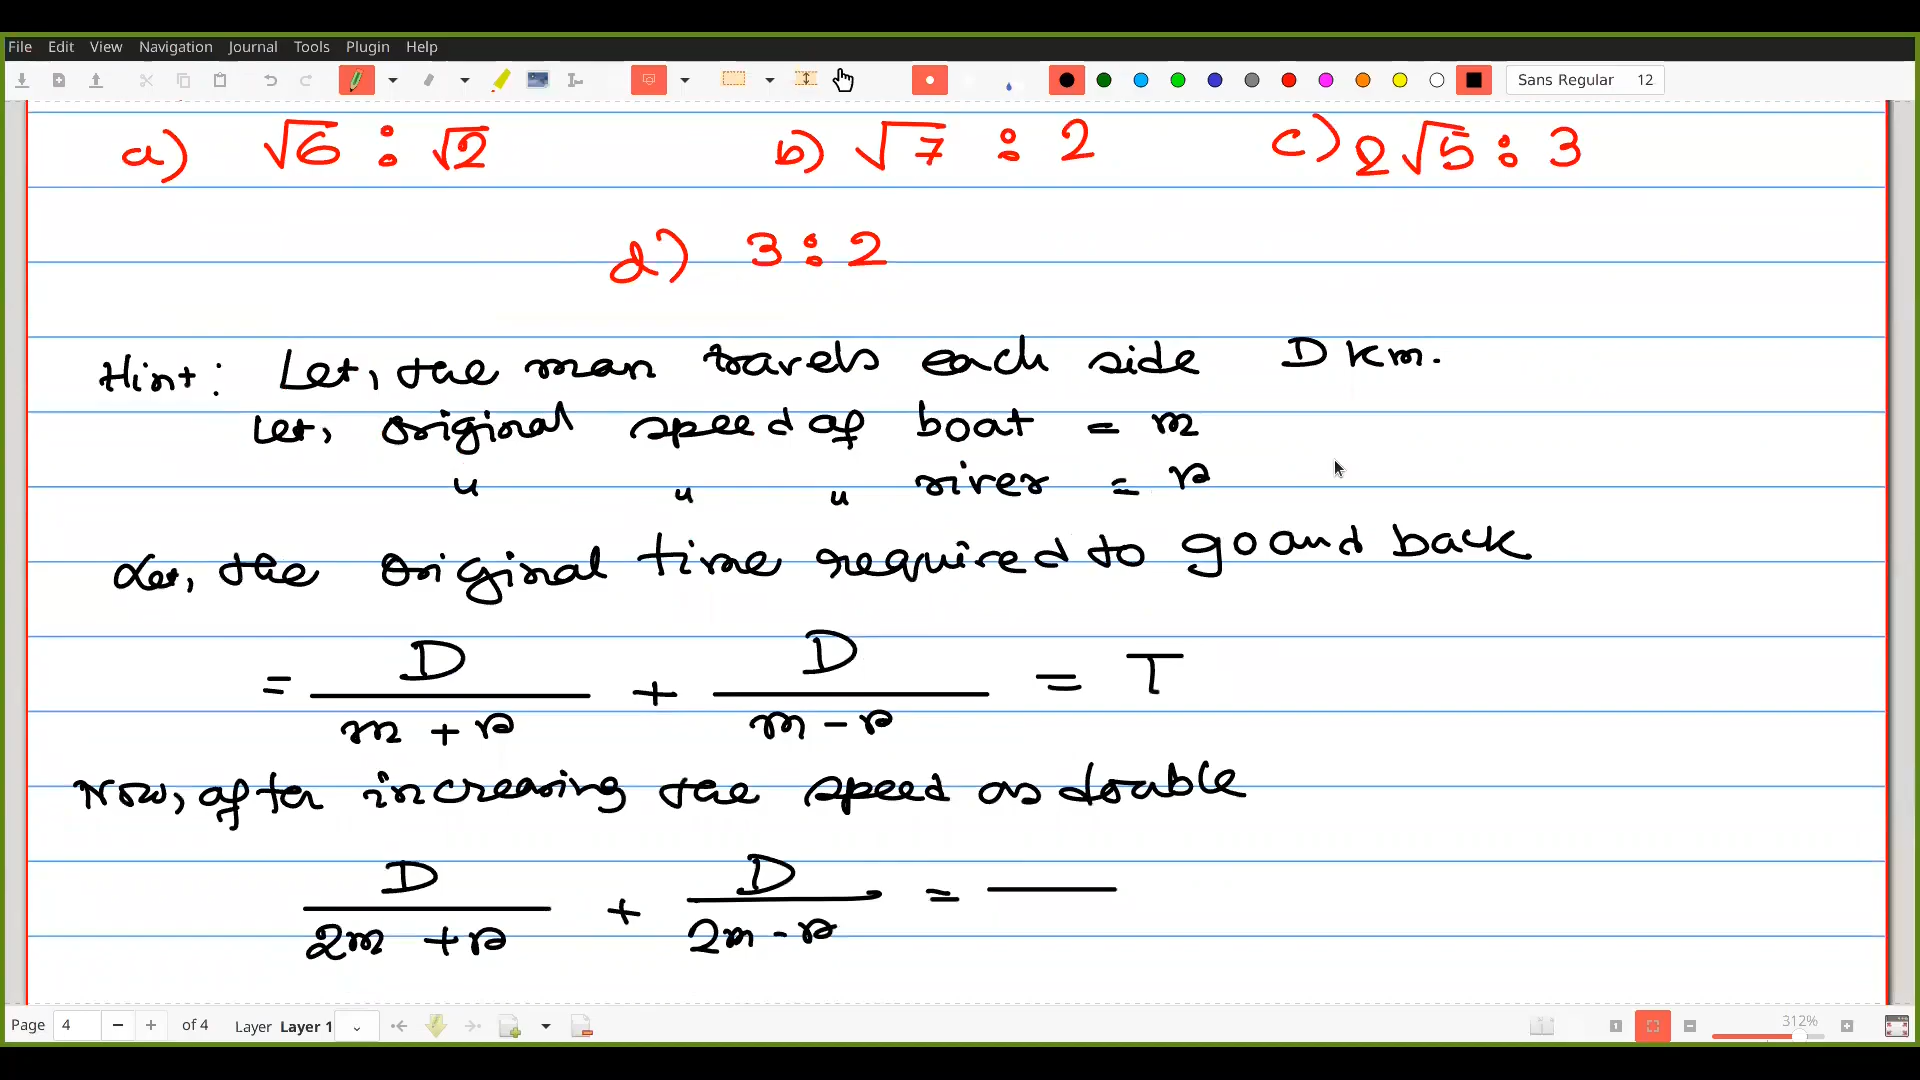 File Edit View Navigation Journal Tools Plugin Help
Sans Regular 12
a) √6 : √2 b) √7 : 2 c) 2√5 : 3
d) 3 : 2
Hint: Let, the man travels each side D km.
Let, original speed of boat = m
" " " river = r
Let, the original time required to go and back
= D/(m + r) + D/(m - r) = T
Now, after increasing the speed as double
D/(2m + r) + D/(2m - r) =
Page 4 of 4 Layer Layer 1 312%